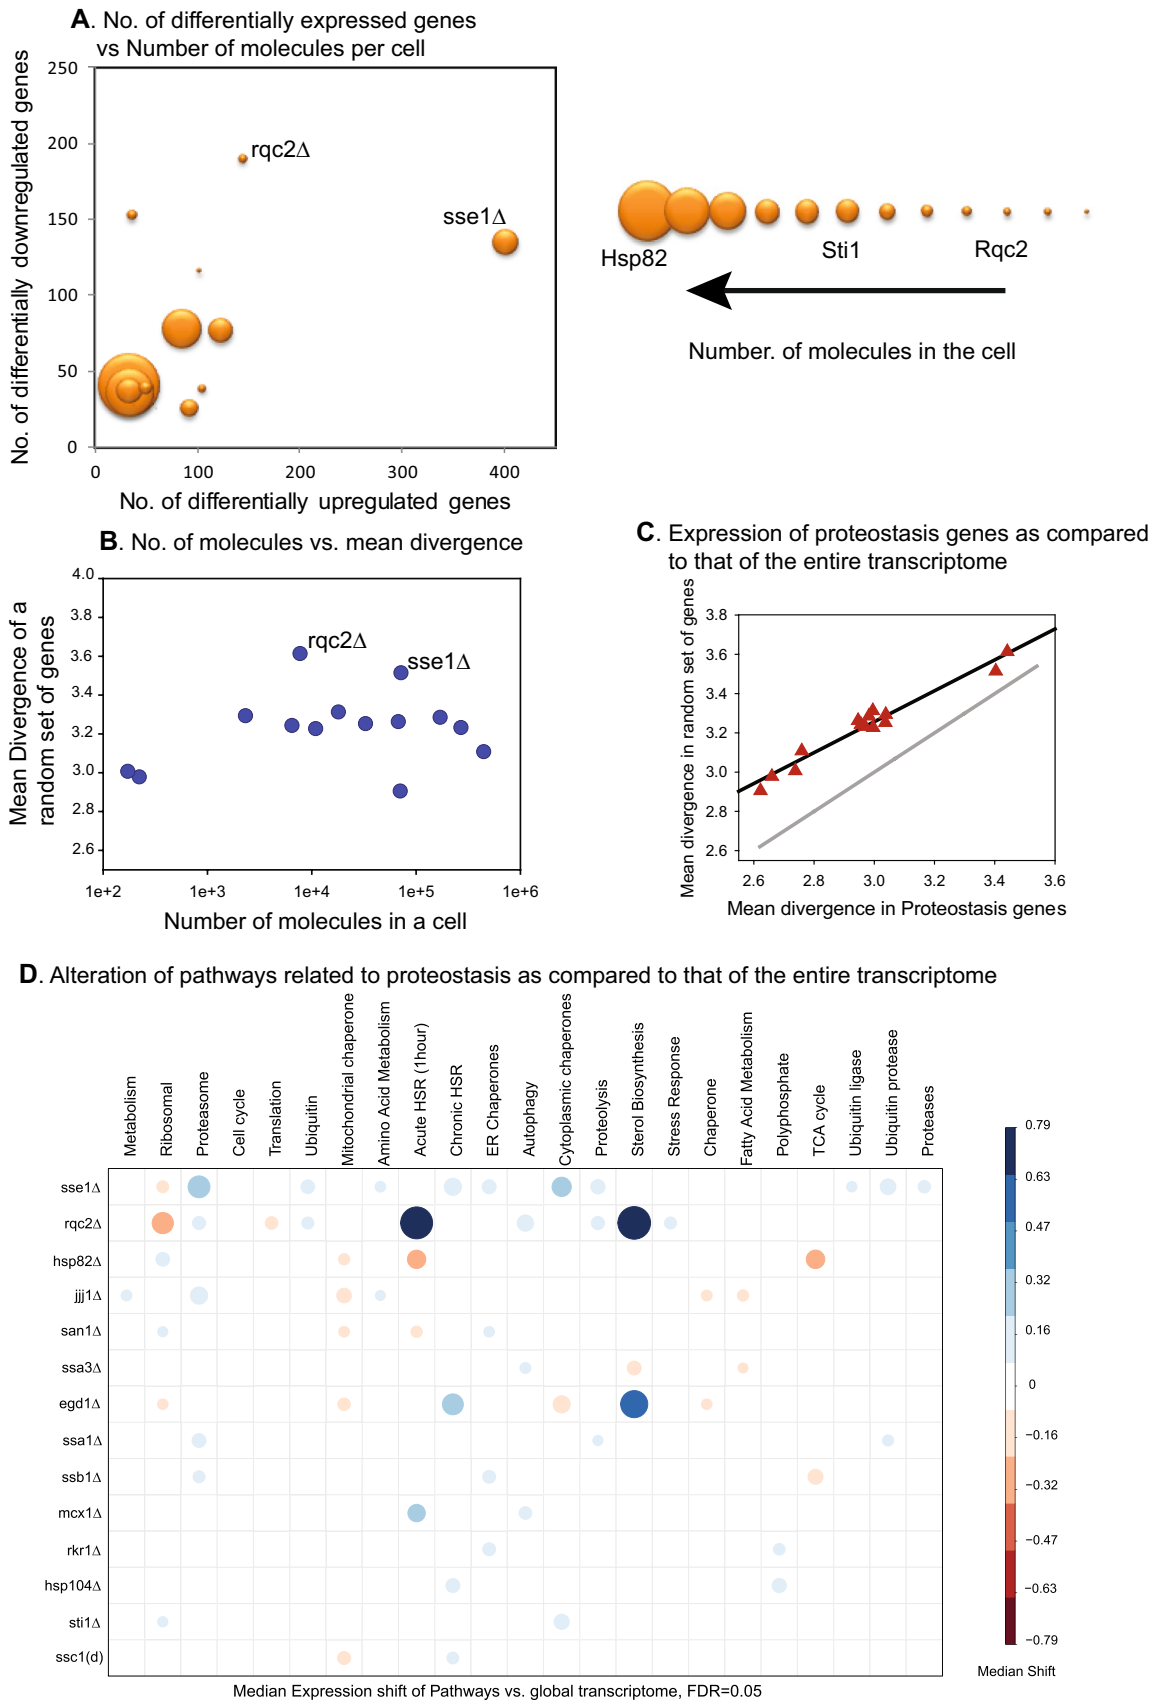 A. No. of differentially expressed genes
vs Number of molecules per cell
No. of differentially downregulated genes
250
200
150
100
50
0
rqc2Δ
sse1Δ
0 100 200 300 400
No. of differentially upregulated genes
Hsp82 Sti1 Rqc2
Number. of molecules in the cell
B. No. of molecules vs. mean divergence
Mean Divergence of a
random set of genes
4.0
3.8
3.6
3.4
3.2
3.0
2.8
2.6
rqc2Δ
sse1Δ
1e+2 1e+3 1e+4 1e+5 1e+6
Number of molecules in a cell
C. Expression of proteostasis genes as compared
to that of the entire transcriptome
Mean divergence in random set of genes
3.8
3.6
3.4
3.2
3.0
2.8
2.6
2.6 2.8 3.0 3.2 3.4 3.6
Mean divergence in Proteostasis genes
D. Alteration of pathways related to proteostasis as compared to that of the entire transcriptome
Metabolism
Ribosomal
Proteasome
Cell cycle
Translation
Ubiquitin
Mitochondrial chaperone
Amino Acid Metabolism
Acute HSR (1hour)
Chronic HSR
ER Chaperones
Autophagy
Cytoplasmic chaperones
Proteolysis
Sterol Biosynthesis
Stress Response
Chaperone
Fatty Acid Metabolism
Polyphosphate
TCA cycle
Ubiquitin ligase
Ubiquitin protease
Proteases
sse1Δ
rqc2Δ
hsp82Δ
jjj1Δ
san1Δ
ssa3Δ
egd1Δ
ssa1Δ
ssb1Δ
mcx1Δ
rkr1Δ
hsp104Δ
sti1Δ
ssc1(d)
0.79
0.63
0.47
0.32
0.16
0
−0.16
−0.32
−0.47
−0.63
−0.79
Median Shift
Median Expression shift of Pathways vs. global transcriptome, FDR=0.05